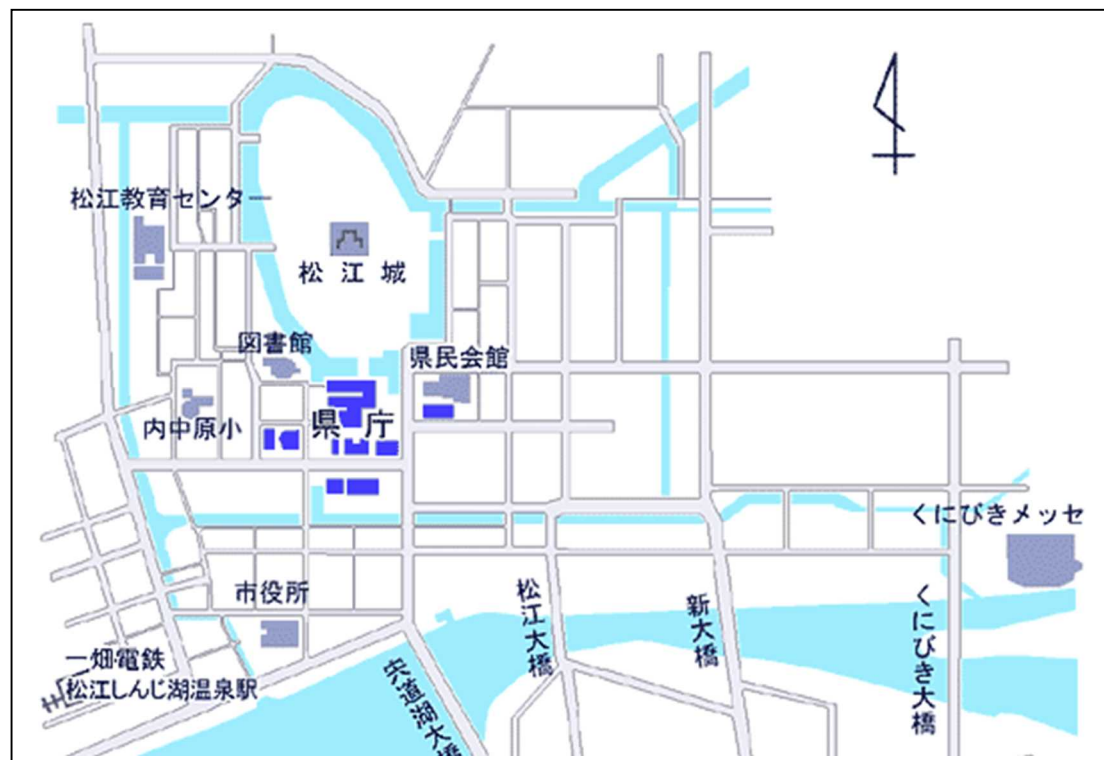 松江教育センター
松江城
図書館
県民会館
内中原小
県庁
くにびきメッセ
市役所
松江大橋
新大橋
くにびき大橋
一畑電鉄
松江しんじ湖温泉駅
宍道湖大橋